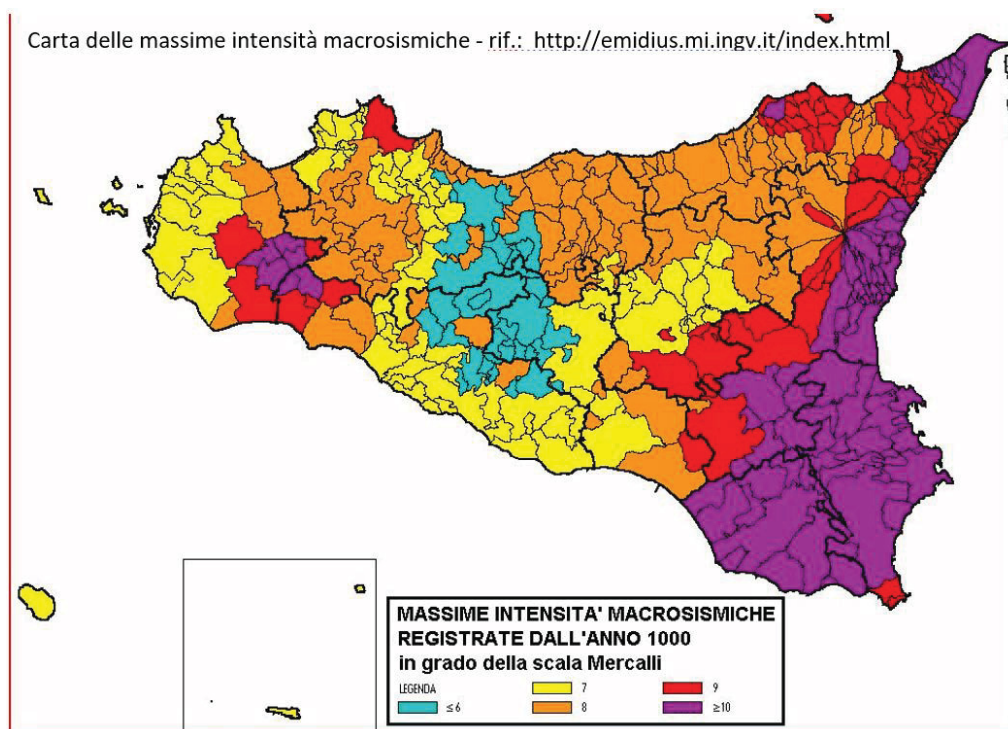 Carta delle massime intensità macrosismiche - rif.: http://emidius.mi.ingv.it/index.html
MASSIME INTENSITA' MACROSISMICHE
REGISTRATE DALL'ANNO 1000
in grado della scala Mercalli
LEGENDA
7
9
≤6
8
≥10